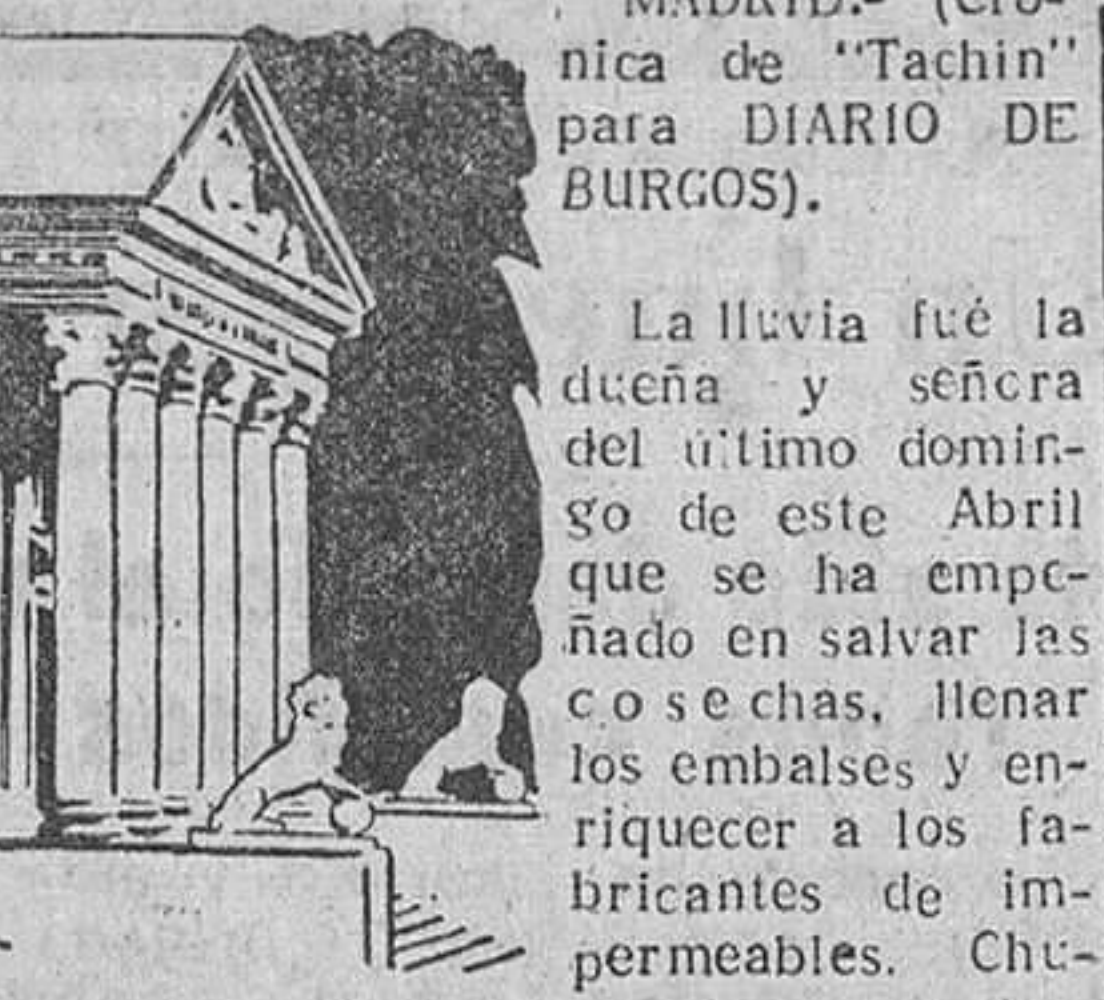 MADRID.- (Cró-
nica de "Tachin"
para DIARIO DE
BURGOS).
La lluvia fué la
dueña y señora
del último domin-
go de este Abril
que se ha empe-
ñado en salvar las
cosechas, llenar
los embalses y en-
riquecer a los fa-
bricantes de im-
permeables. Chu-